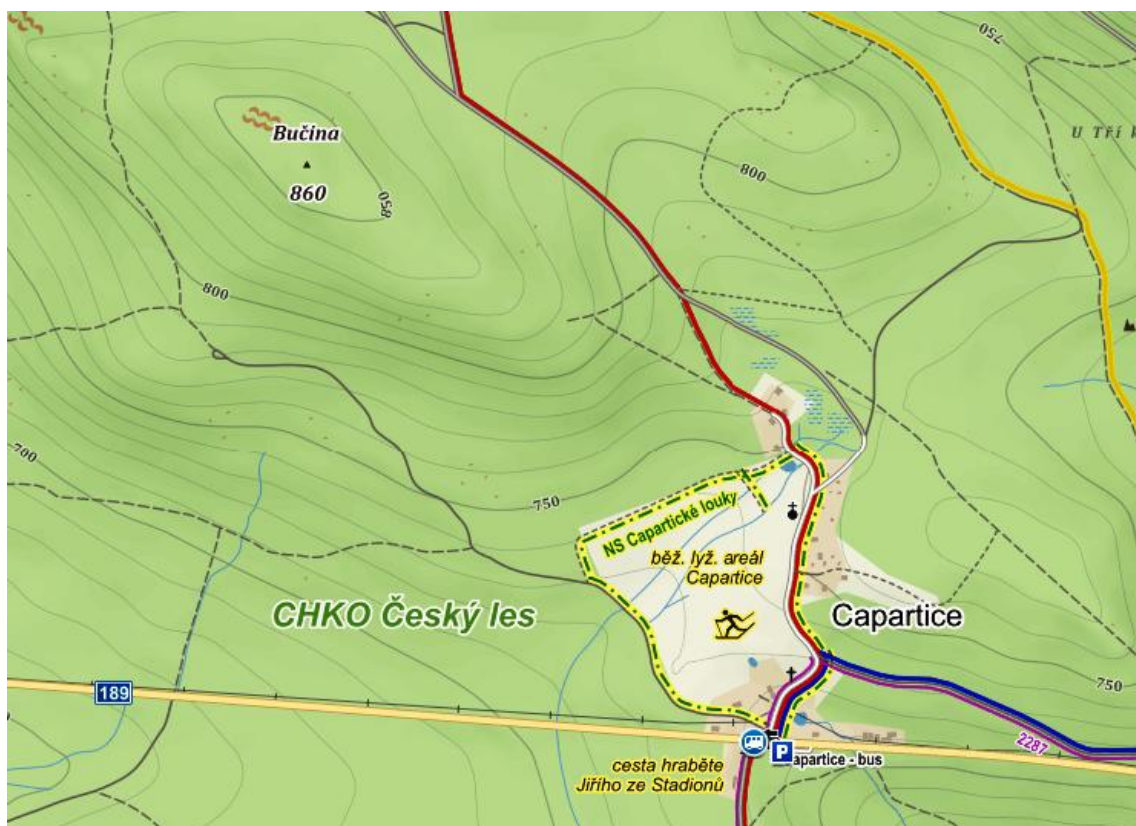 750
U Tří
Bučina
860
850
800
800
700
750
NS Capartické louky
běž. lyž. areál
Capartice
CHKO Český les
Capartice
750
189
2287
P
apartice - bus
cesta hraběte
Jiřího ze Stadionů